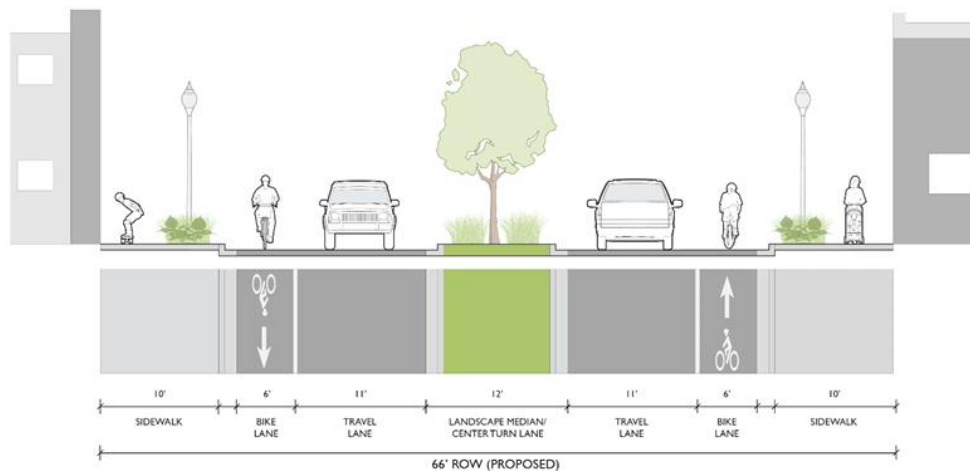 10' 6' 11' 12' 11' 6' 10'
SIDEWALK BIKE LANE TRAVEL LANE LANDSCAPE MEDIAN/ CENTER TURN LANE TRAVEL LANE BIKE LANE SIDEWALK
66' ROW (PROPOSED)